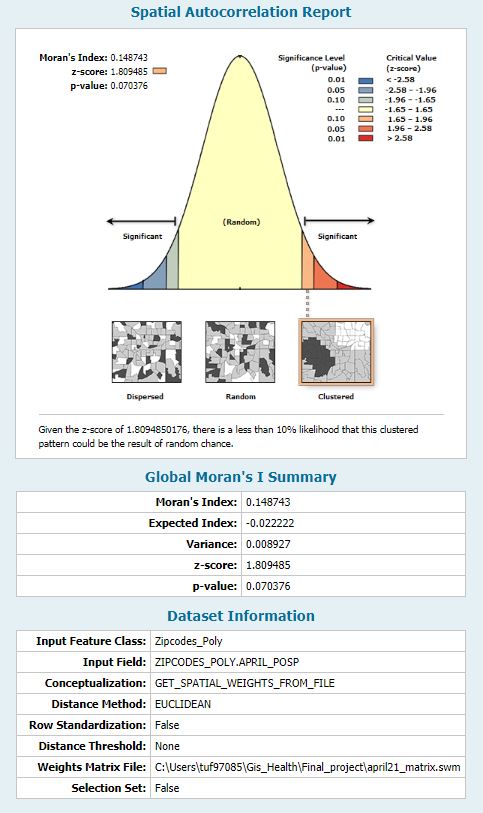 Spatial Autocorrelation Report
Moran's Index: 0.148743
z-score: 1.809485
p-value: 0.070376
Significance Level (p-value)
Critical Value (z-score)
0.01 < -2.58
0.05 -2.58 – -1.96
0.10 -1.96 – -1.65
--- -1.65 – 1.65
0.10 1.65 – 1.96
0.05 1.96 – 2.58
0.01 > 2.58
Significant
(Random)
Significant
Dispersed
Random
Clustered
Given the z-score of 1.8094850176, there is a less than 10% likelihood that this clustered
pattern could be the result of random chance.
Global Moran's I Summary
Moran's Index: 0.148743
Expected Index: -0.022222
Variance: 0.008927
z-score: 1.809485
p-value: 0.070376
Dataset Information
Input Feature Class: Zipcodes_Poly
Input Field: ZIPCODES_POLY.APRIL_POSP
Conceptualization: GET_SPATIAL_WEIGHTS_FROM_FILE
Distance Method: EUCLIDEAN
Row Standardization: False
Distance Threshold: None
Weights Matrix File: C:\Users\tuf97085\Gis_Health\Final_project\april21_matrix.swm
Selection Set: False